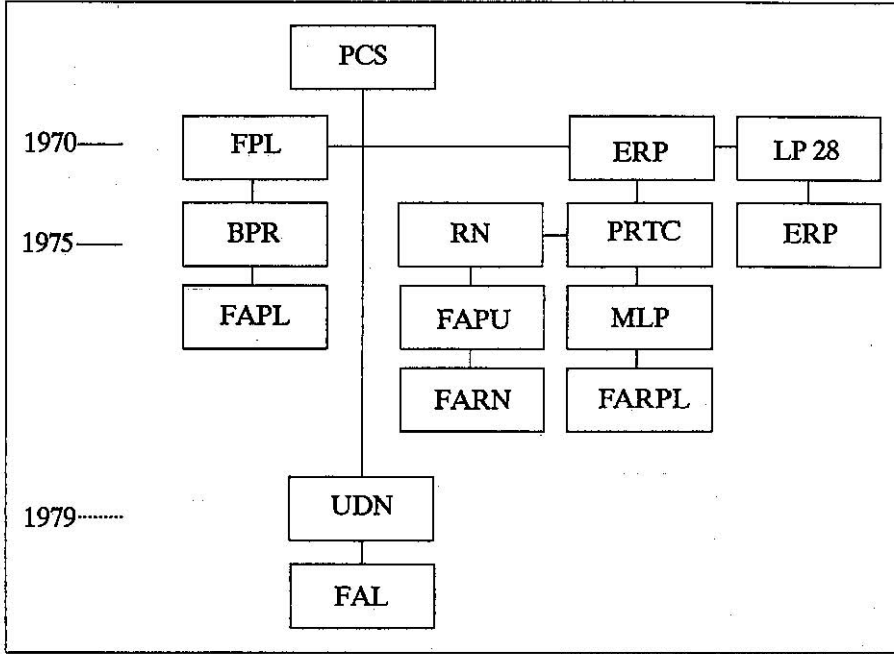 PCS
1970 FPL ERP LP 28
1975 BPR RN PRTC ERP
FAPL FAPU MLP
FARN FARPL
1979 UDN
FAL